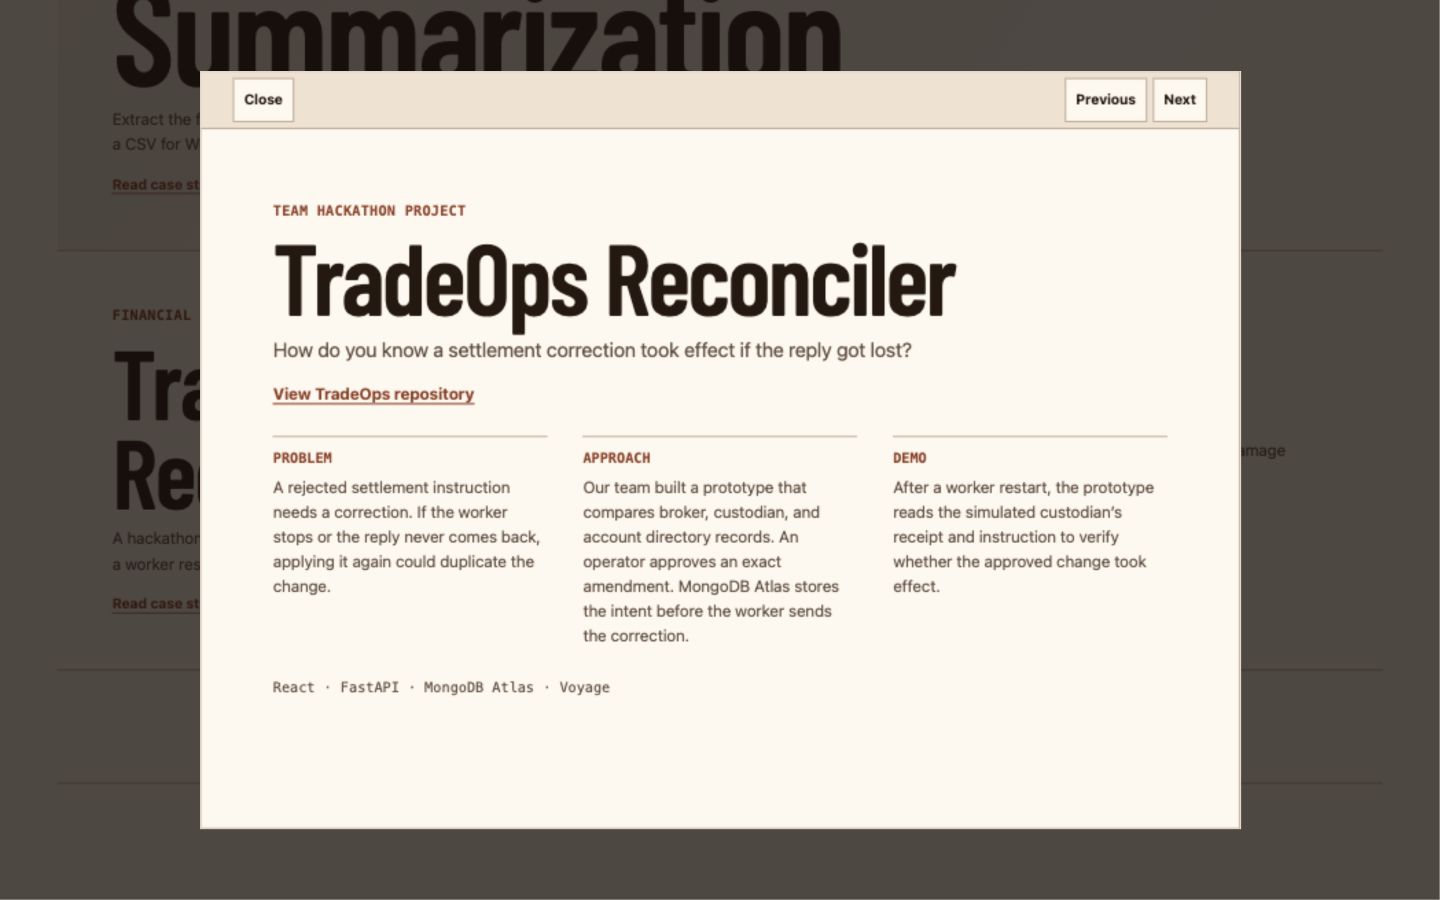 Summarization
Extract the f
a CSV for W
Read case st
FINANCIAL
Tra
Rec
A hackathon
a worker res
Read case st
amage
Close
Previous
Next
TEAM HACKATHON PROJECT
TradeOps Reconciler
How do you know a settlement correction took effect if the reply got lost?
View TradeOps repository
PROBLEM
A rejected settlement instruction
needs a correction. If the worker
stops or the reply never comes back,
applying it again could duplicate the
change.
APPROACH
Our team built a prototype that
compares broker, custodian, and
account directory records. An
operator approves an exact
amendment. MongoDB Atlas stores
the intent before the worker sends
the correction.
DEMO
After a worker restart, the prototype
reads the simulated custodian's
receipt and instruction to verify
whether the approved change took
effect.
React · FastAPI · MongoDB Atlas · Voyage